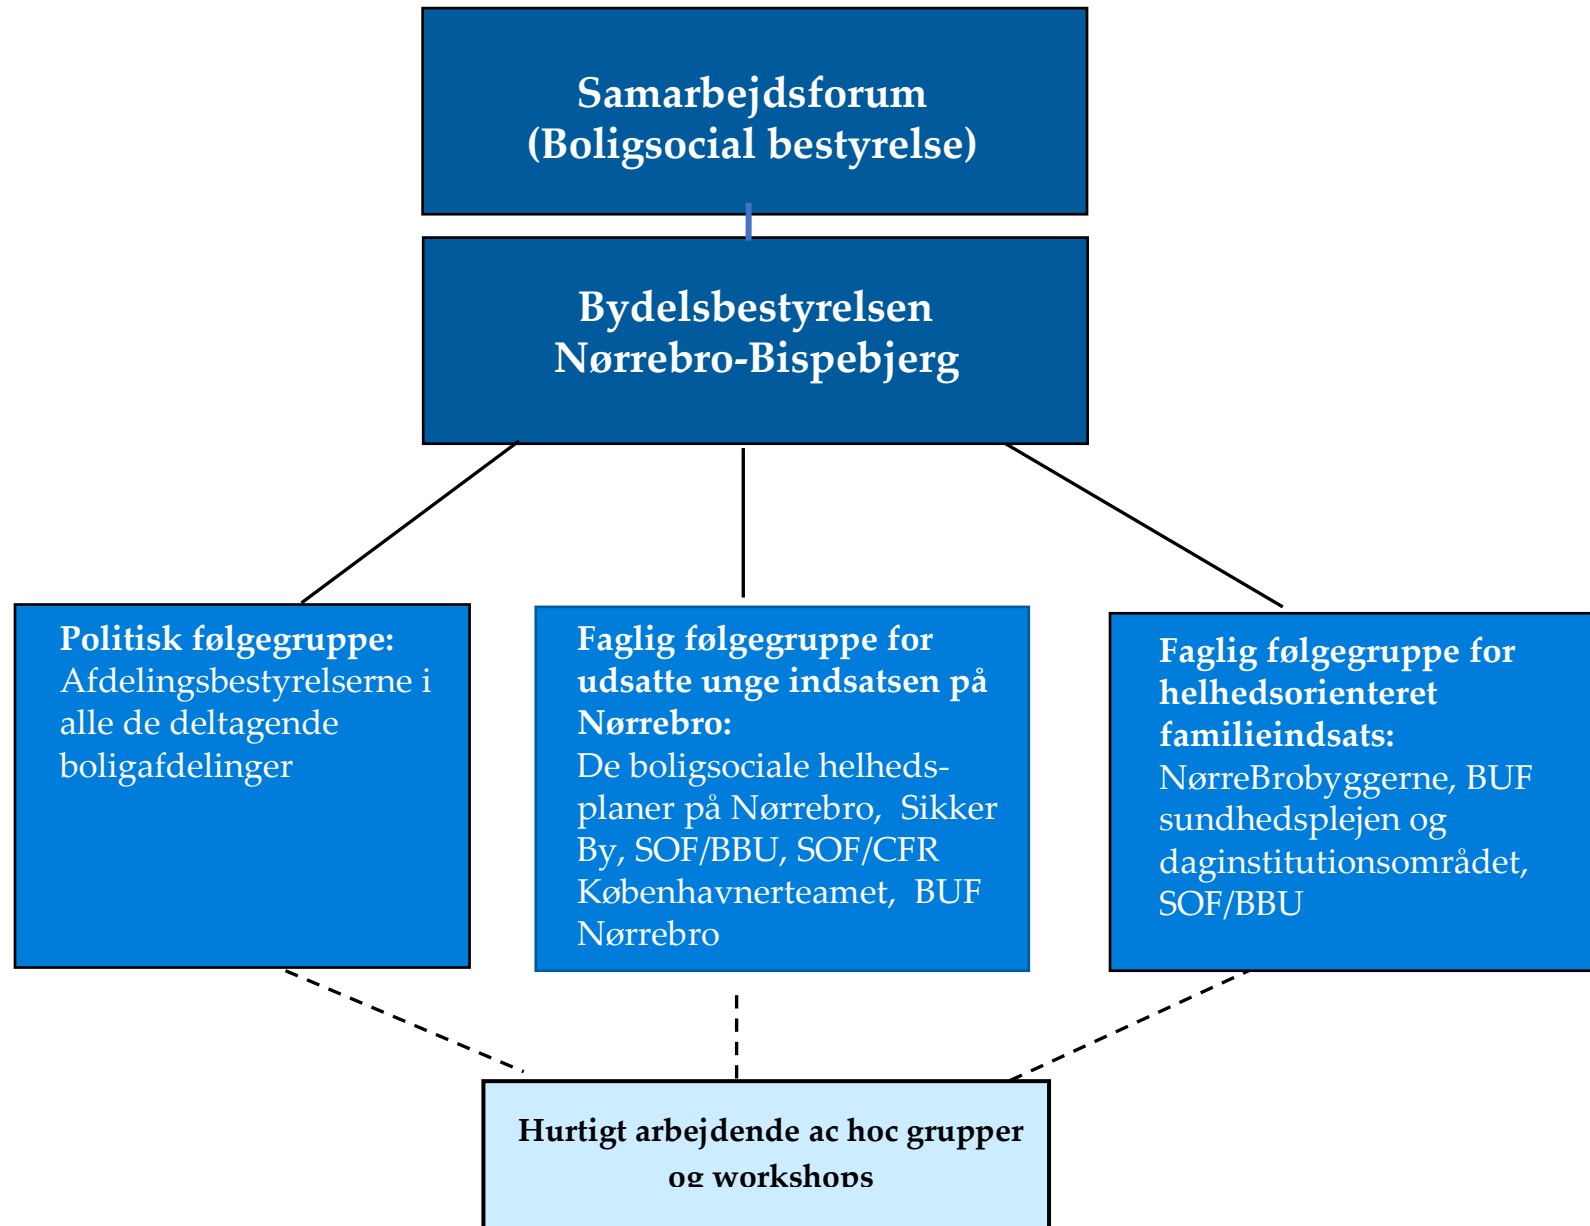 Samarbejdsforum
(Boligsocial bestyrelse)
Bydelsbestyrelsen
Nørrebro-Bispebjerg
Politisk følgegruppe:
Afdelingsbestyrelserne i
alle de deltagende
boligafdelinger
Faglig følgegruppe for
udsatte unge indsatsen på
Nørrebro:
De boligsociale helheds-
planer på Nørrebro, Sikker
By, SOF/BBU, SOF/CFR
Københavnerteamet, BUF
Nørrebro
Faglig følgegruppe for
helhedsorienteret
familieindsats:
NørreBrobyggerne, BUF
sundhedsplejen og
daginstitutionsområdet,
SOF/BBU
Hurtigt arbejdende ac hoc grupper
og workshops